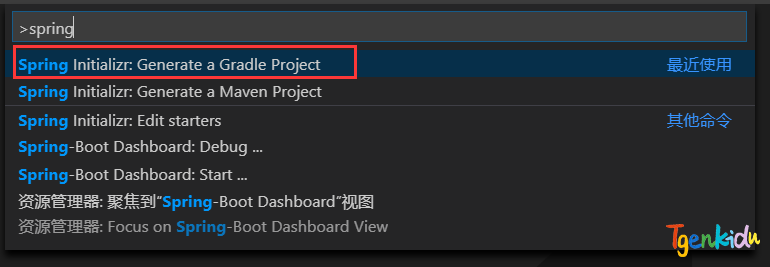 >spring
Spring Initializr: Generate a Gradle Project 最近使用
Spring Initializr: Generate a Maven Project
Spring Initializr: Edit starters 其他命令
Spring-Boot Dashboard: Debug ...
Spring-Boot Dashboard: Start ...
资源管理器: 聚焦到“Spring-Boot Dashboard”视图
资源管理器: Focus on Spring-Boot Dashboard View
Tgenkidu